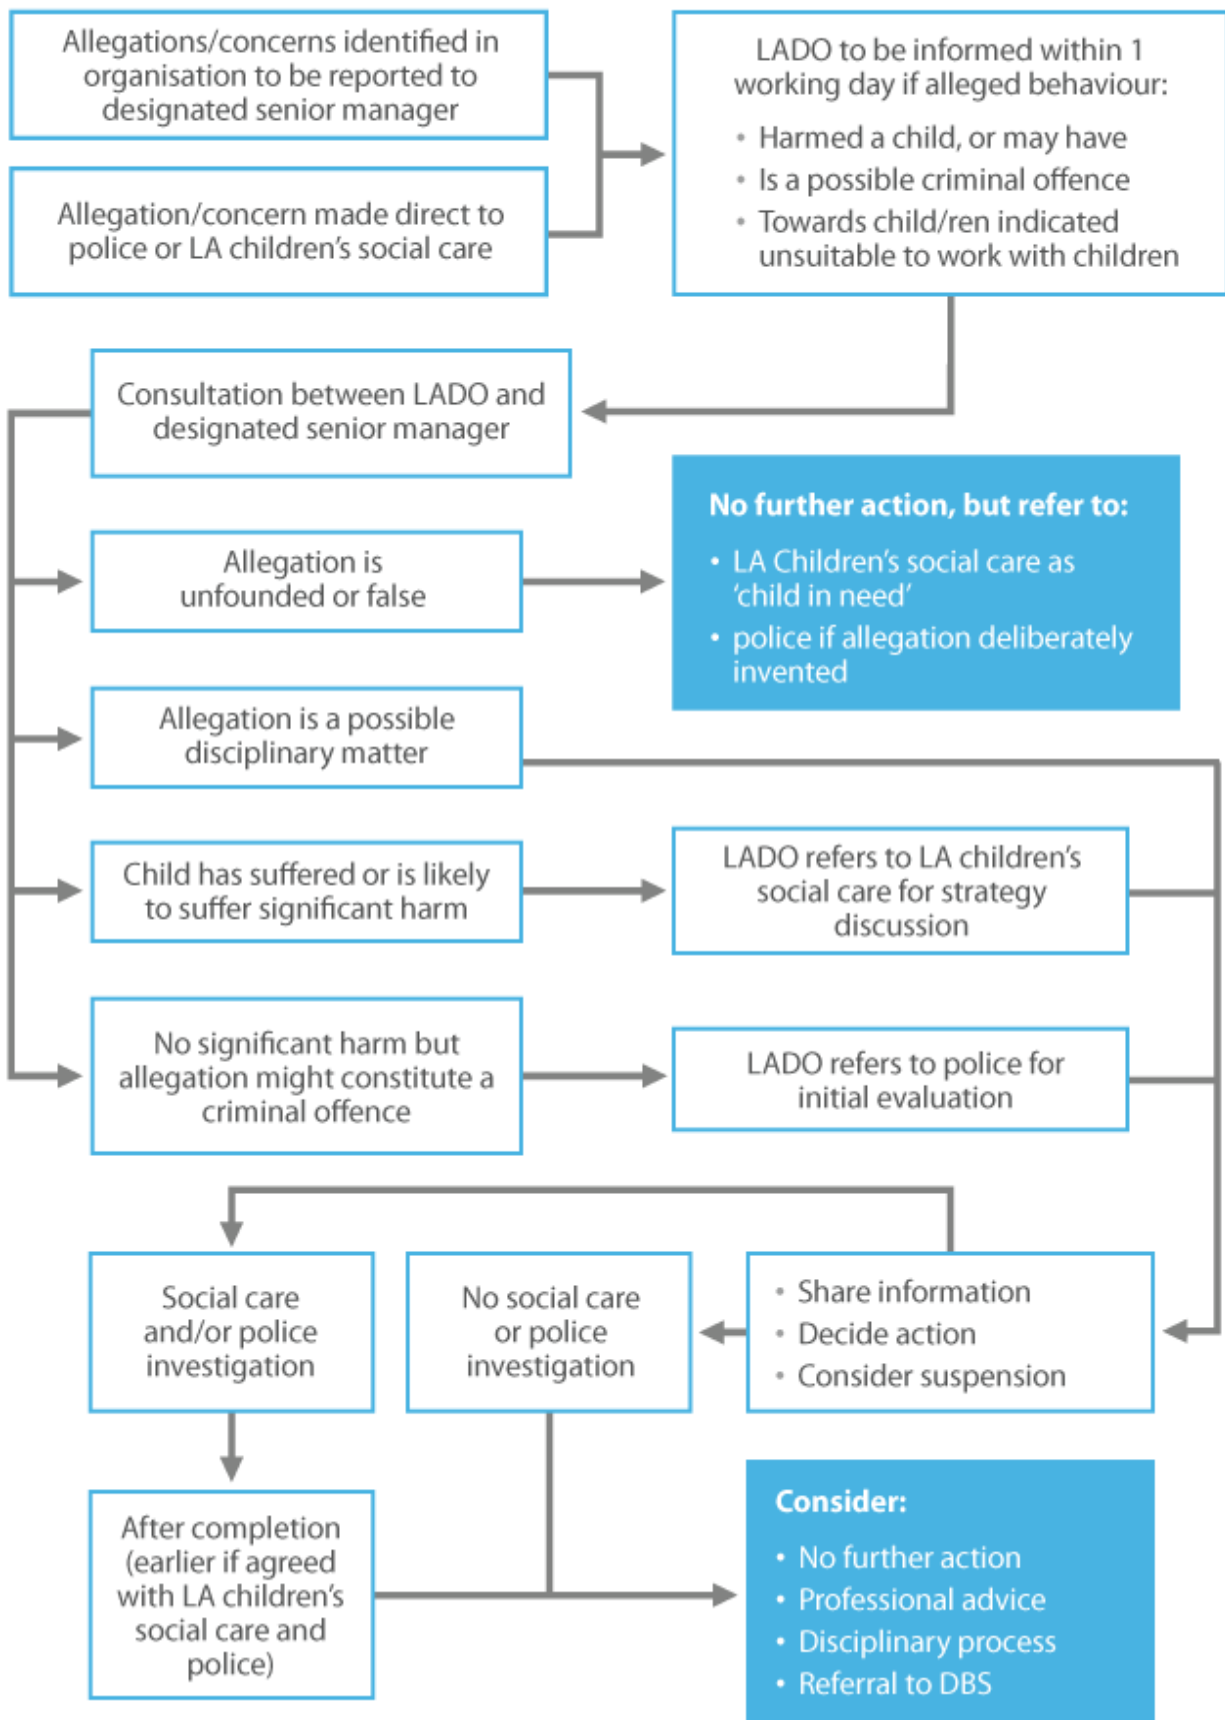 Allegations/concerns identified in
organisation to be reported to
designated senior manager
Allegation/concern made direct to
police or LA children's social care
LADO to be informed within 1
working day if alleged behaviour:
• Harmed a child, or may have
• Is a possible criminal offence
• Towards child/ren indicated
unsuitable to work with children
Consultation between LADO and
designated senior manager
Allegation is
unfounded or false
No further action, but refer to:
• LA Children's social care as
'child in need'
• police if allegation deliberately
invented
Allegation is a possible
disciplinary matter
Child has suffered or is likely
to suffer significant harm
LADO refers to LA children's
social care for strategy
discussion
No significant harm but
allegation might constitute a
criminal offence
LADO refers to police for
initial evaluation
Social care
and/or police
investigation
No social care
or police
investigation
• Share information
• Decide action
• Consider suspension
After completion
(earlier if agreed
with LA children's
social care and
police)
Consider:
• No further action
• Professional advice
• Disciplinary process
• Referral to DBS